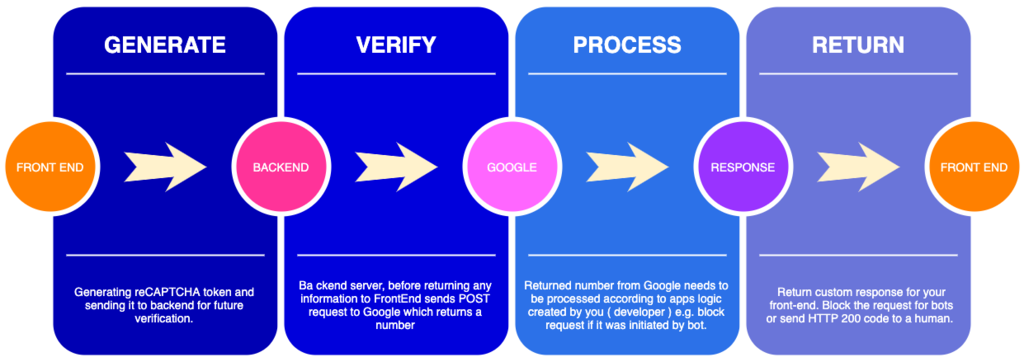 GENERATE
VERIFY
PROCESS
RETURN
FRONT END
BACKEND
GOOGLE
RESPONSE
FRONT END
Generating reCAPTCHA token and
sending it to backend for future
verification.
Ba ckend server, before returning any
information to FrontEnd sends POST
request to Google which returns a
number
Returned number from Google needs to
be processed according to apps logic
created by you ( developer ) e.g. block
request if it was initiated by bot.
Return custom response for your
front-end. Block the request for bots
or send HTTP 200 code to a human.